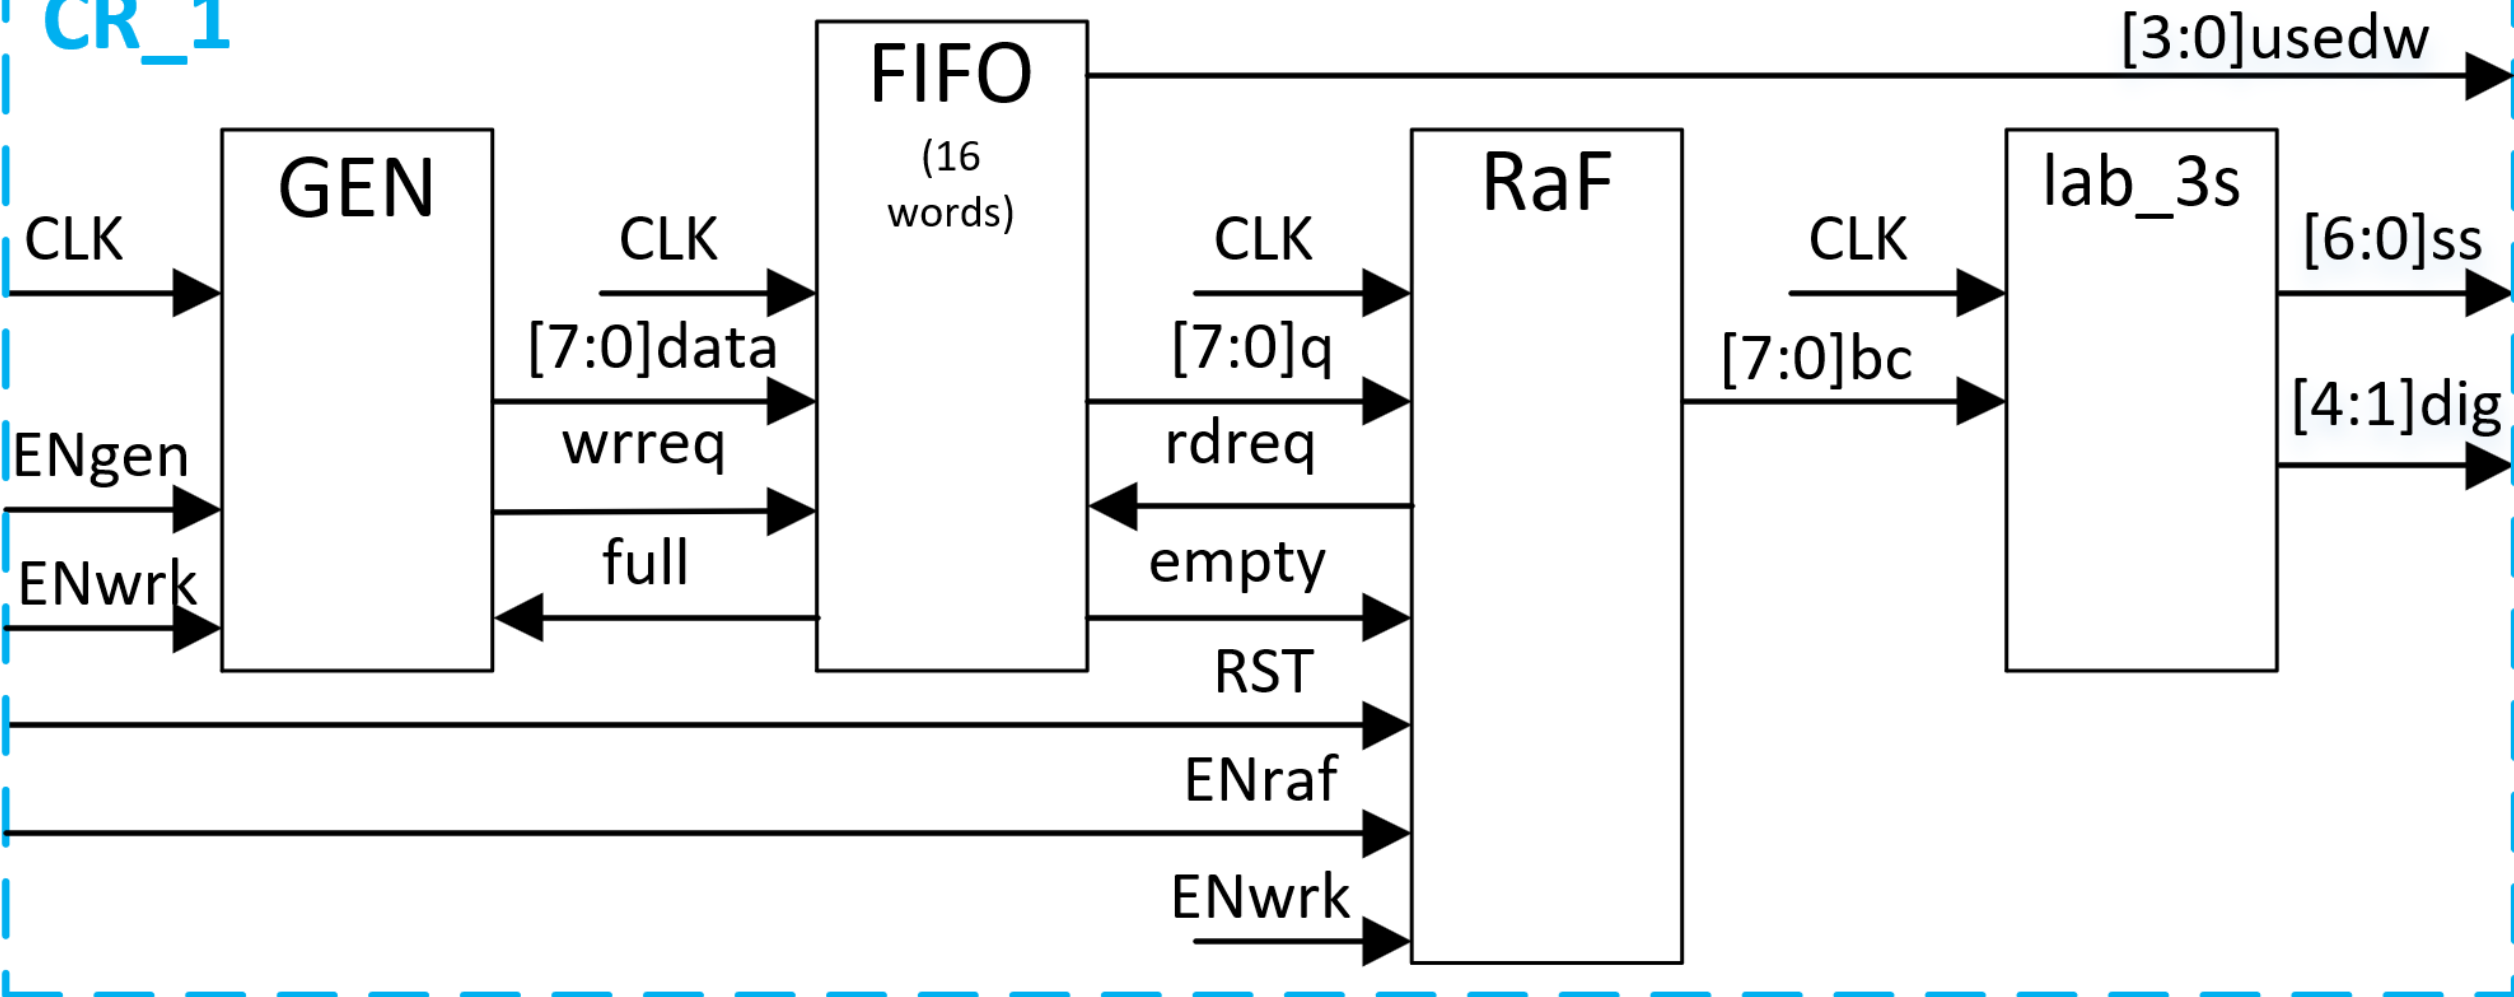 CR_1
FIFO
(16
words)
[3:0]usedw
GEN
RaF
lab_3s
CLK
CLK
CLK
CLK
[6:0]ss
[7:0]data
[7:0]q
[7:0]bc
[4:1]dig
ENgen
wrreq
rdreq
ENwrk
full
empty
RST
ENraf
ENwrk